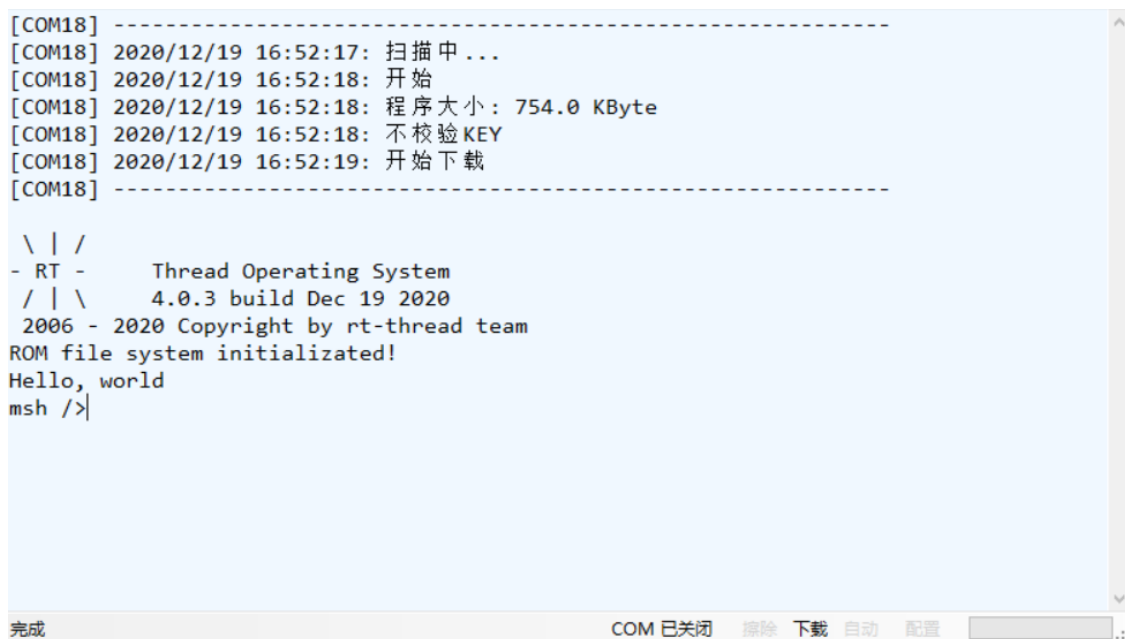 [COM18] ------------------------------------------------------------
[COM18] 2020/12/19 16:52:17: 扫描中...
[COM18] 2020/12/19 16:52:18: 开始
[COM18] 2020/12/19 16:52:18: 程序大小: 754.0 KByte
[COM18] 2020/12/19 16:52:18: 不校验KEY
[COM18] 2020/12/19 16:52:19: 开始下载
[COM18] ------------------------------------------------------------
 \ | /
- RT -     Thread Operating System
 / | \     4.0.3 build Dec 19 2020
 2006 - 2020 Copyright by rt-thread team
ROM file system initializated!
Hello, world
msh />
完成 COM 已关闭 擦除 下载 自动 配置